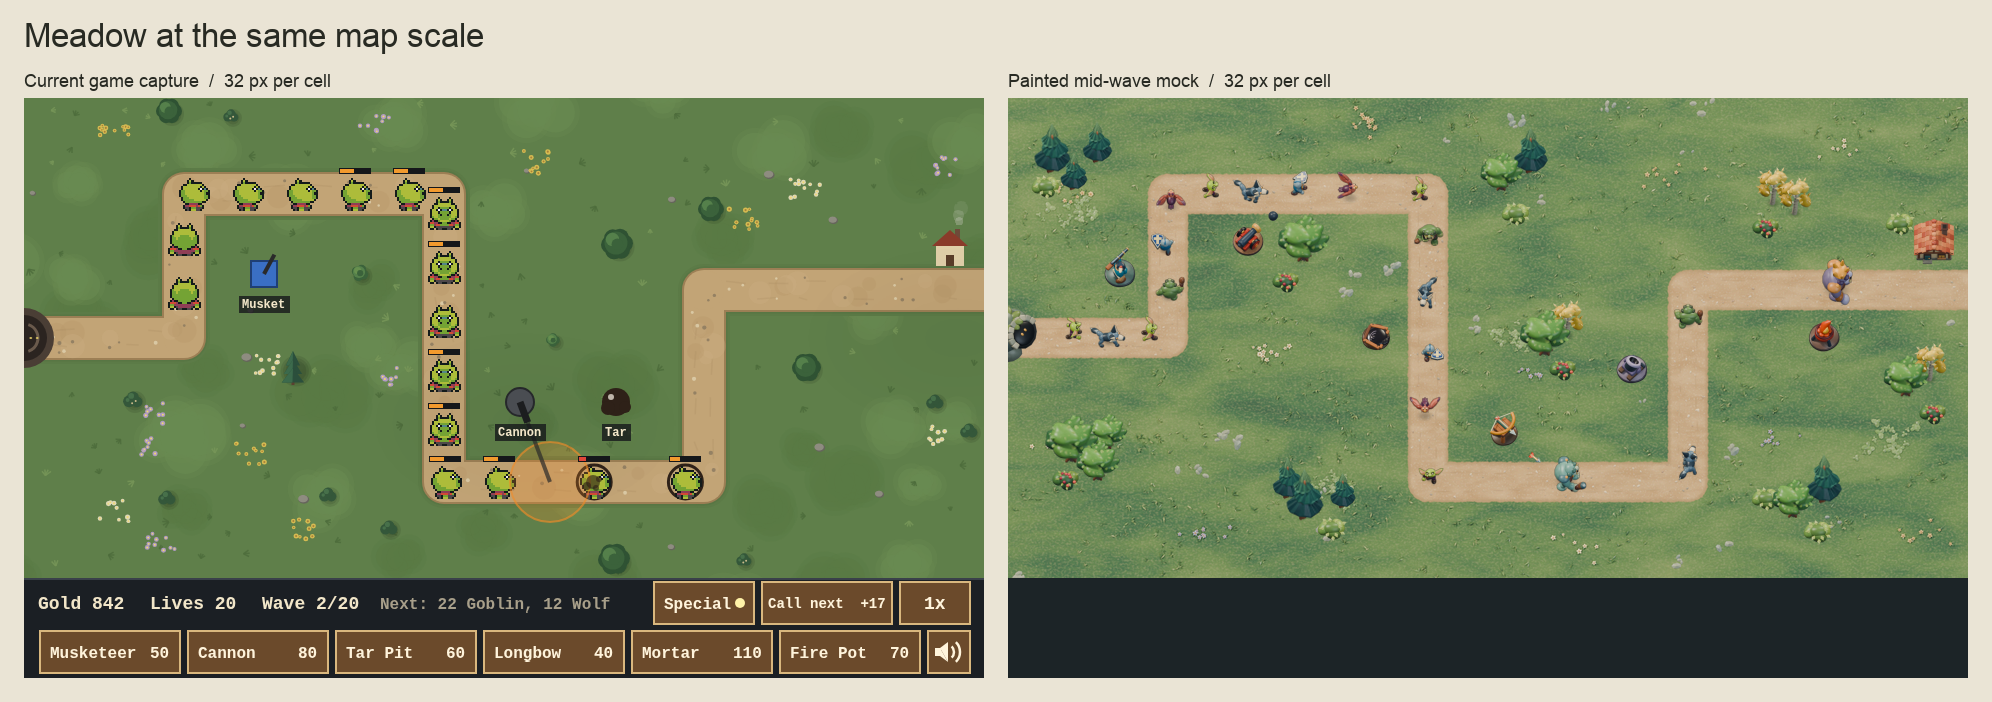 Meadow at the same map scale
Current game capture / 32 px per cell
Painted mid-wave mock / 32 px per cell
Musket
Cannon
Tar
Gold 842 Lives 20 Wave 2/20 Next: 22 Goblin, 12 Wolf
Special
Call next +17
1x
Musketeer 50
Cannon 80
Tar Pit 60
Longbow 40
Mortar 110
Fire Pot 70